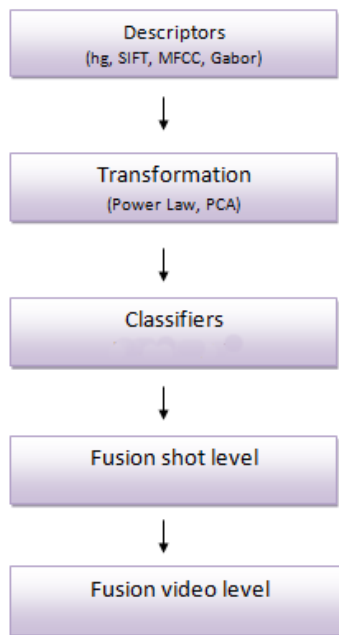 Descriptors
(hg, SIFT, MFCC, Gabor)
Transformation
(Power Law, PCA)
Classifiers
Fusion shot level
Fusion video level